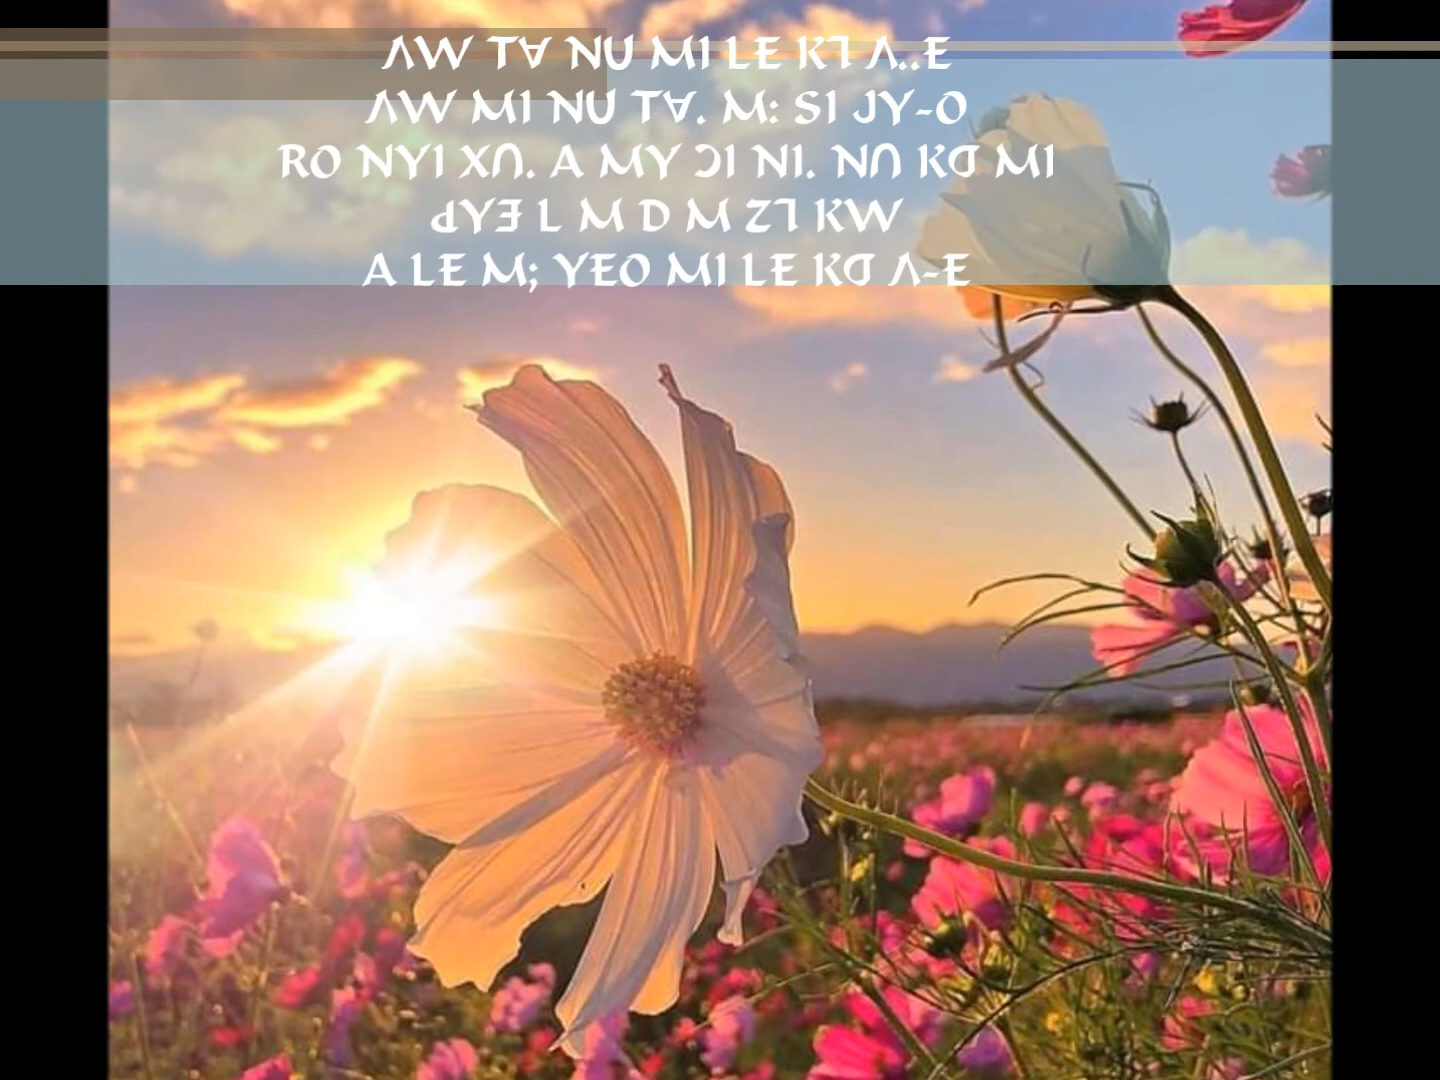 ꓥꓪ ꓔꓯ ꓠꓴ ꓟꓲ ꓡꓰ ꓗꓶ ꓥ..ꓰ
ꓥꓪ ꓟꓲ ꓠꓴ ꓔꓯ. ꓟ: ꓢꓲ ꓙꓬ-ꓳ
ꓣꓳ ꓠꓬꓲ ꓫꓵ. ꓮ ꓟꓬ ꓛꓲ ꓠꓲ. ꓠꓵ ꓗꓷ ꓟꓲ
ꓒꓬꓱ ꓡ ꓟ ꓓ ꓟ ꓜꓶ ꓗꓪ
ꓮ ꓡꓰ ꓟ; ꓬꓰꓳ ꓟꓲ ꓡꓰ ꓗꓷ ꓥ-ꓰ